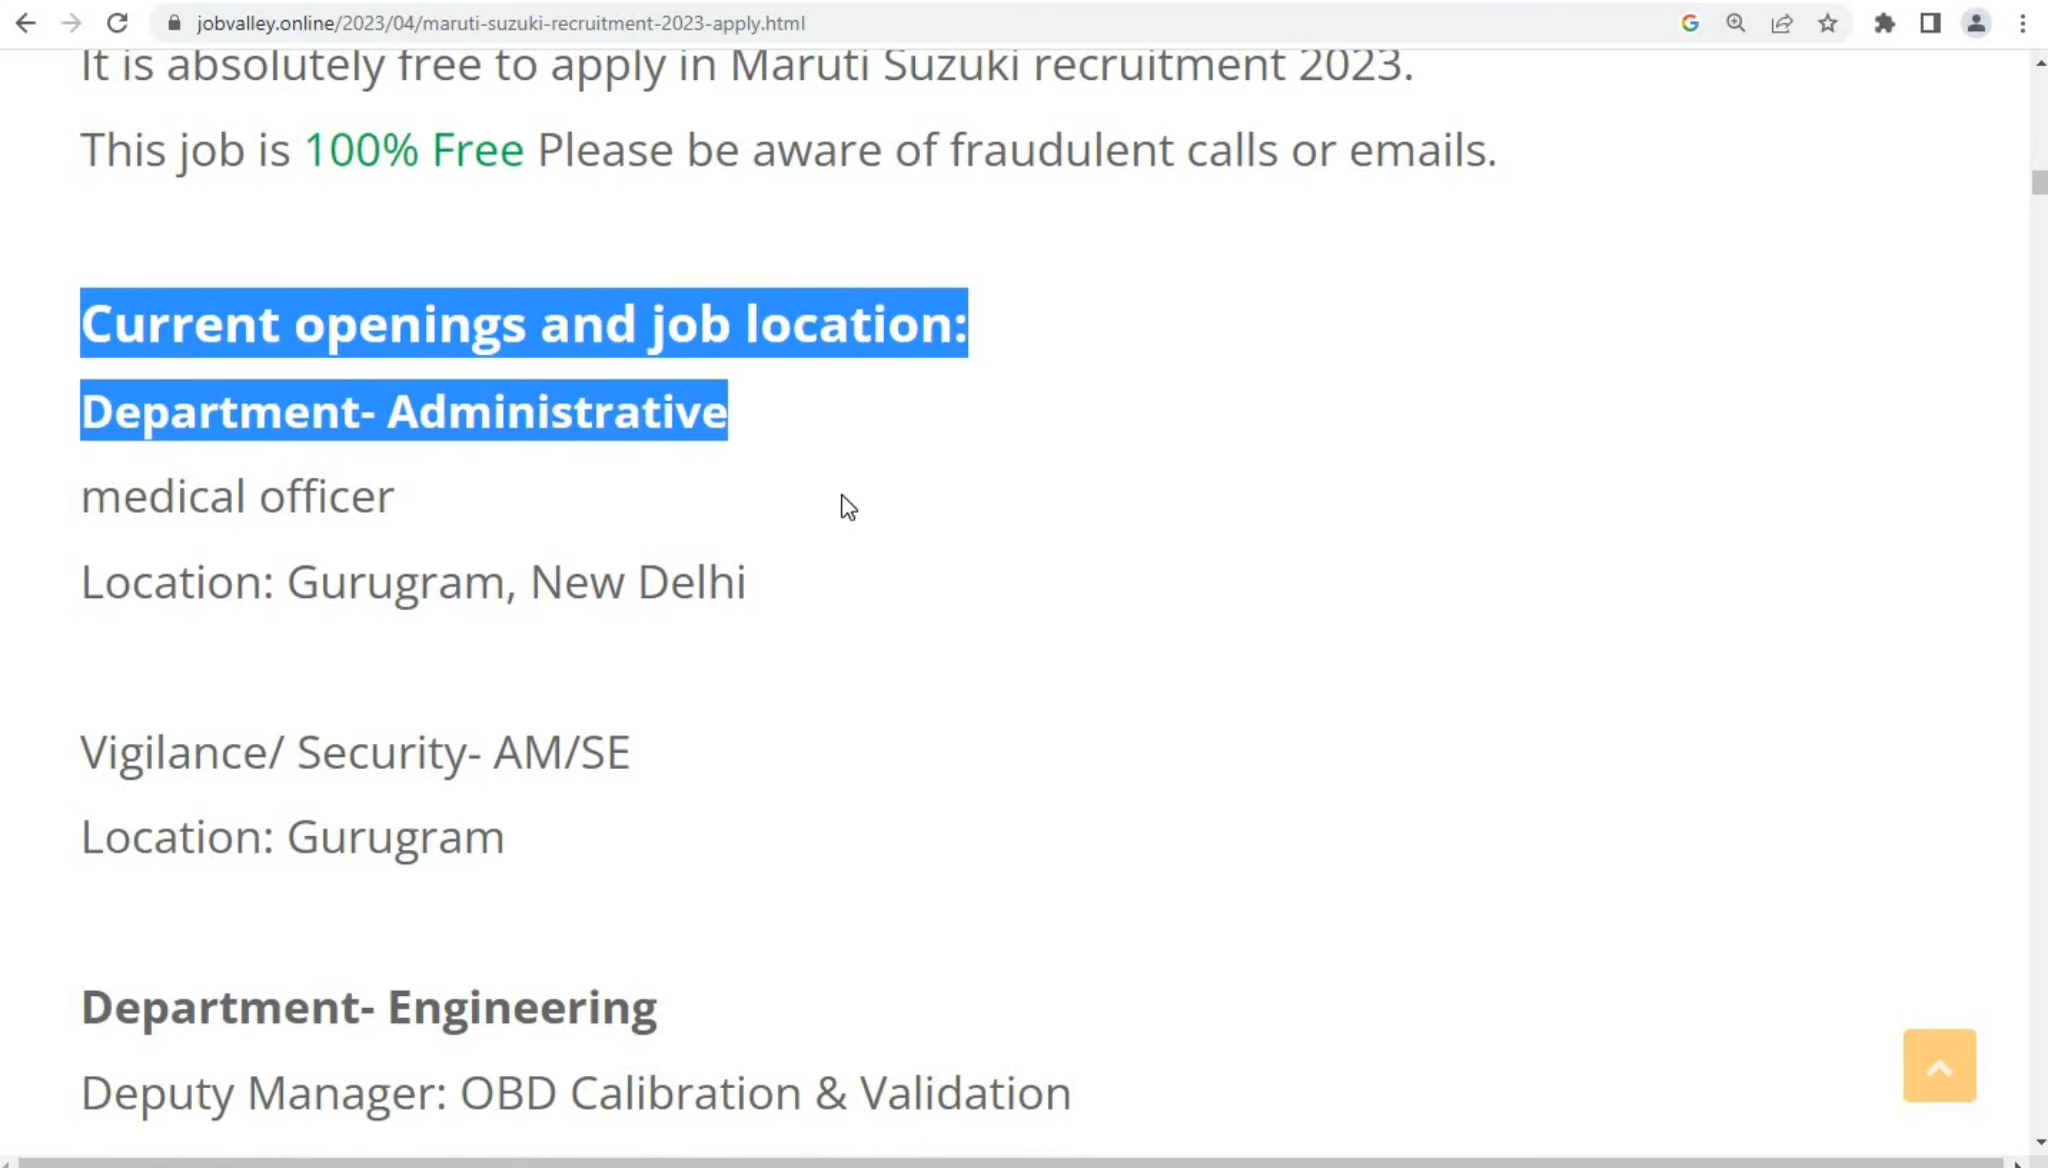 jobvalley.online/2023/04/maruti-suzuki-recruitment-2023-apply.html
It is absolutely free to apply in Maruti Suzuki recruitment 2023.
This job is 100% Free Please be aware of fraudulent calls or emails.
Current openings and job location:
Department- Administrative
medical officer
Location: Gurugram, New Delhi
Vigilance/ Security- AM/SE
Location: Gurugram
Department- Engineering
Deputy Manager: OBD Calibration & Validation